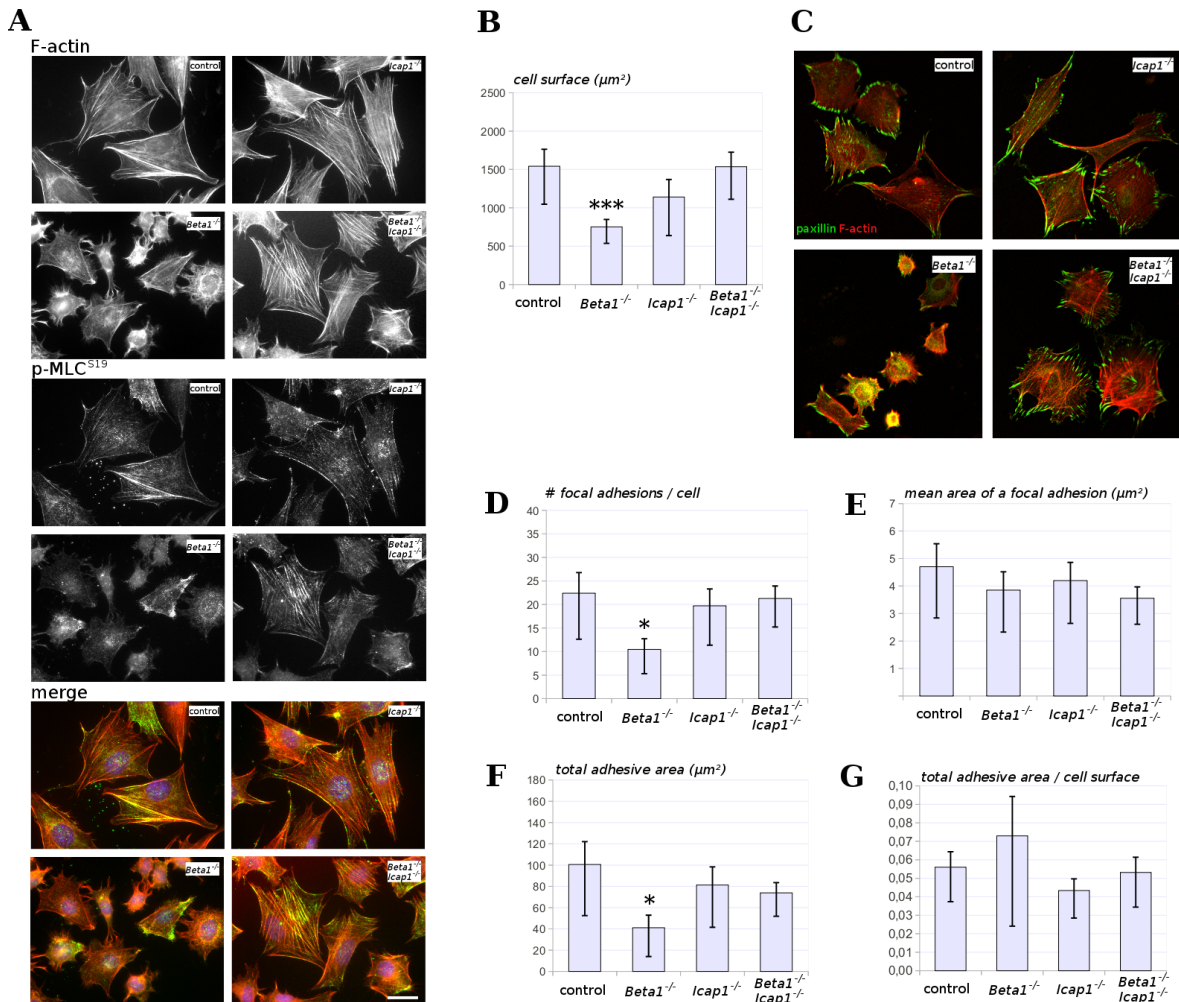 A
F-actin
control
Icap1-/-
Beta1-/-
Beta1-/-
Icap1-/-
p-MLCS19
control
Icap1-/-
Beta1-/-
Beta1-/-
Icap1-/-
merge
control
Icap1-/-
Beta1-/-
Beta1-/-
Icap1-/-
B
cell surface (µm²)
2500
2000
1500
1000
500
0
***
control
Beta1-/-
Icap1-/-
Beta1-/-
Icap1-/-
C
control
Icap1-/-
paxillin F-actin
Beta1-/-
Beta1-/-
Icap1-/-
D
# focal adhesions / cell
40
35
30
25
20
15
10
5
0
*
control
Beta1-/-
Icap1-/-
Beta1-/-
Icap1-/-
E
mean area of a focal adhesion (µm²)
7
6
5
4
3
2
1
control
Beta1-/-
Icap1-/-
Beta1-/-
Icap1-/-
F
total adhesive area (µm²)
180
160
140
120
100
80
60
40
20
0
*
control
Beta1-/-
Icap1-/-
Beta1-/-
Icap1-/-
G
total adhesive area / cell surface
0,10
0,09
0,08
0,07
0,06
0,05
0,04
0,03
0,02
0,01
0,00
control
Beta1-/-
Icap1-/-
Beta1-/-
Icap1-/-